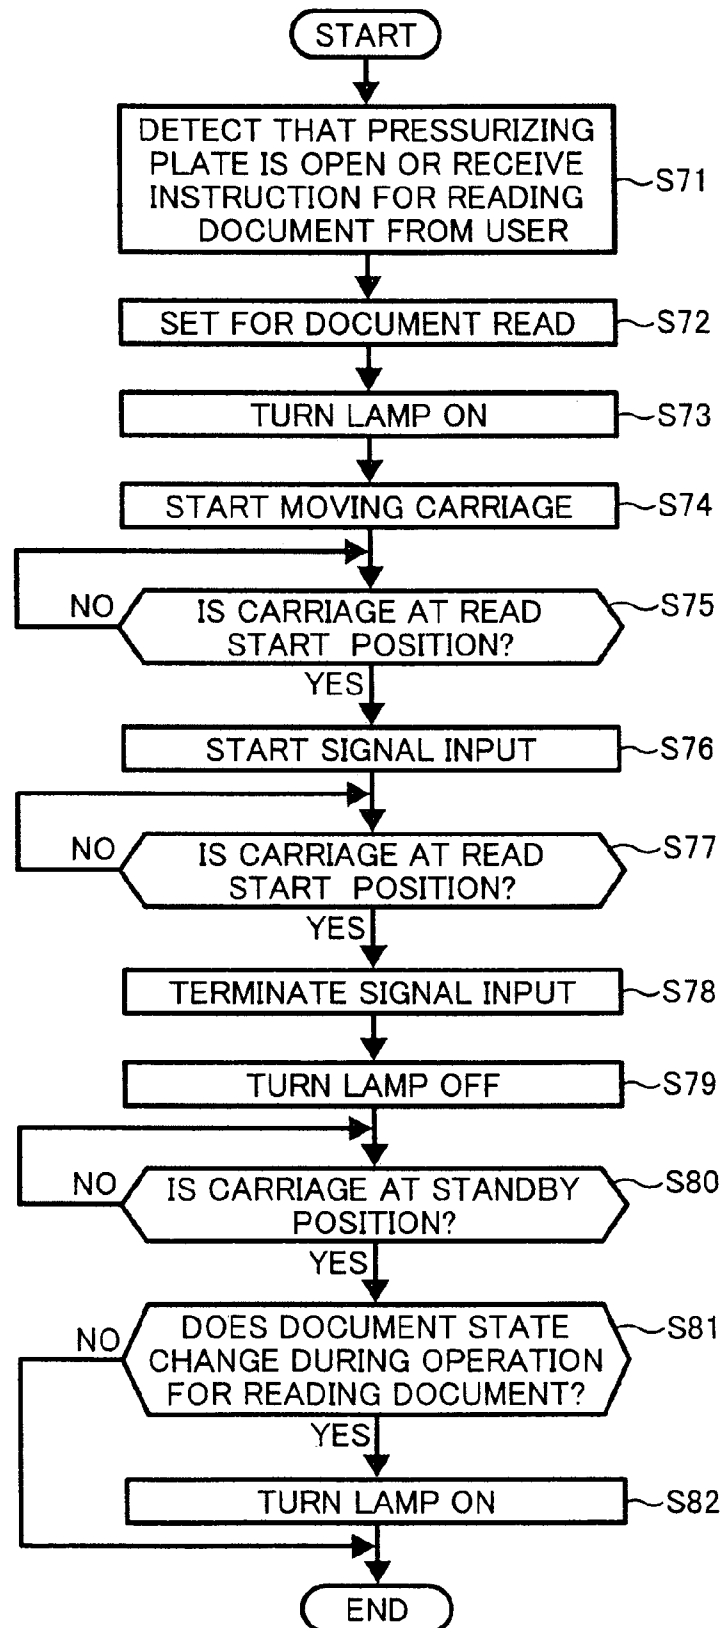 START
DETECT THAT PRESSURIZING
PLATE IS OPEN OR RECEIVE
INSTRUCTION FOR READING
DOCUMENT FROM USER
S71
SET FOR DOCUMENT READ
S72
TURN LAMP ON
S73
START MOVING CARRIAGE
S74
IS CARRIAGE AT READ
START POSITION?
S75
NO
YES
START SIGNAL INPUT
S76
IS CARRIAGE AT READ
START POSITION?
S77
NO
YES
TERMINATE SIGNAL INPUT
S78
TURN LAMP OFF
S79
IS CARRIAGE AT STANDBY
POSITION?
S80
NO
YES
DOES DOCUMENT STATE
CHANGE DURING OPERATION
FOR READING DOCUMENT?
S81
NO
YES
TURN LAMP ON
S82
END